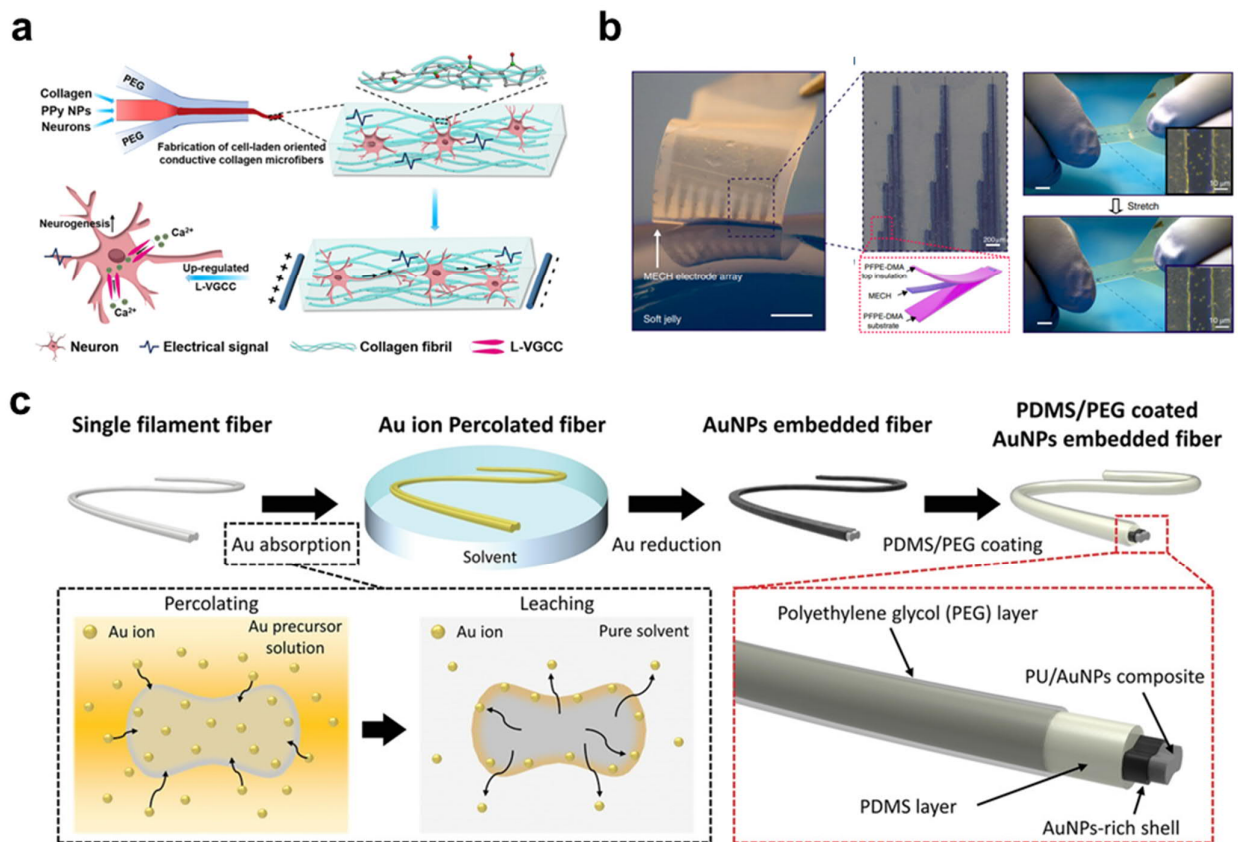 a
PEG
Collagen
PPy NPs
Neurons
PEG
Fabrication of cell-laden oriented
conductive collagen microfibers
Neurogenesis
Ca²⁺
Up-regulated
L-VGCC
Ca²⁺
+++
---
Neuron
Electrical signal
Collagen fibril
L-VGCC
b
MECH electrode array
Soft jelly
200μm
PFPE-DMA
top insulation
MECH
PFPE-DMA
substrate
10 μm
Stretch
10 μm
c
Single filament fiber
Au ion Percolated fiber
AuNPs embedded fiber
PDMS/PEG coated
AuNPs embedded fiber
Au absorption
Solvent
Au reduction
PDMS/PEG coating
Percolating
Au ion
Au precursor
solution
Leaching
Au ion
Pure solvent
Polyethylene glycol (PEG) layer
PU/AuNPs composite
PDMS layer
AuNPs-rich shell